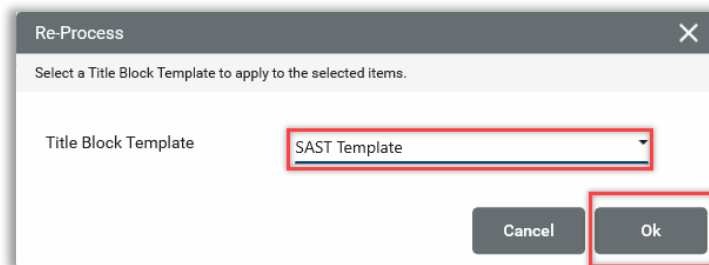 Re-Process
Select a Title Block Template to apply to the selected items.
Title Block Template
SAST Template
Cancel
Ok